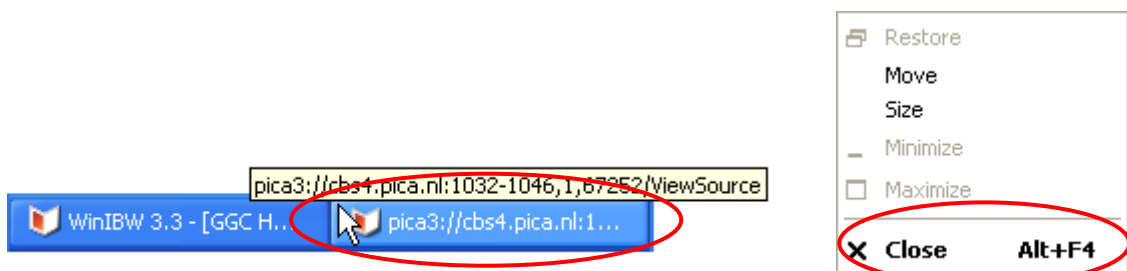 pica3://cbs4.pica.nl:1032-1046,1,67252/ViewSource
WinIBW 3.3 - [GGC H...
pica3://cbs4.pica.nl:1...
Restore
Move
Size
Minimize
Maximize
Close Alt+F4